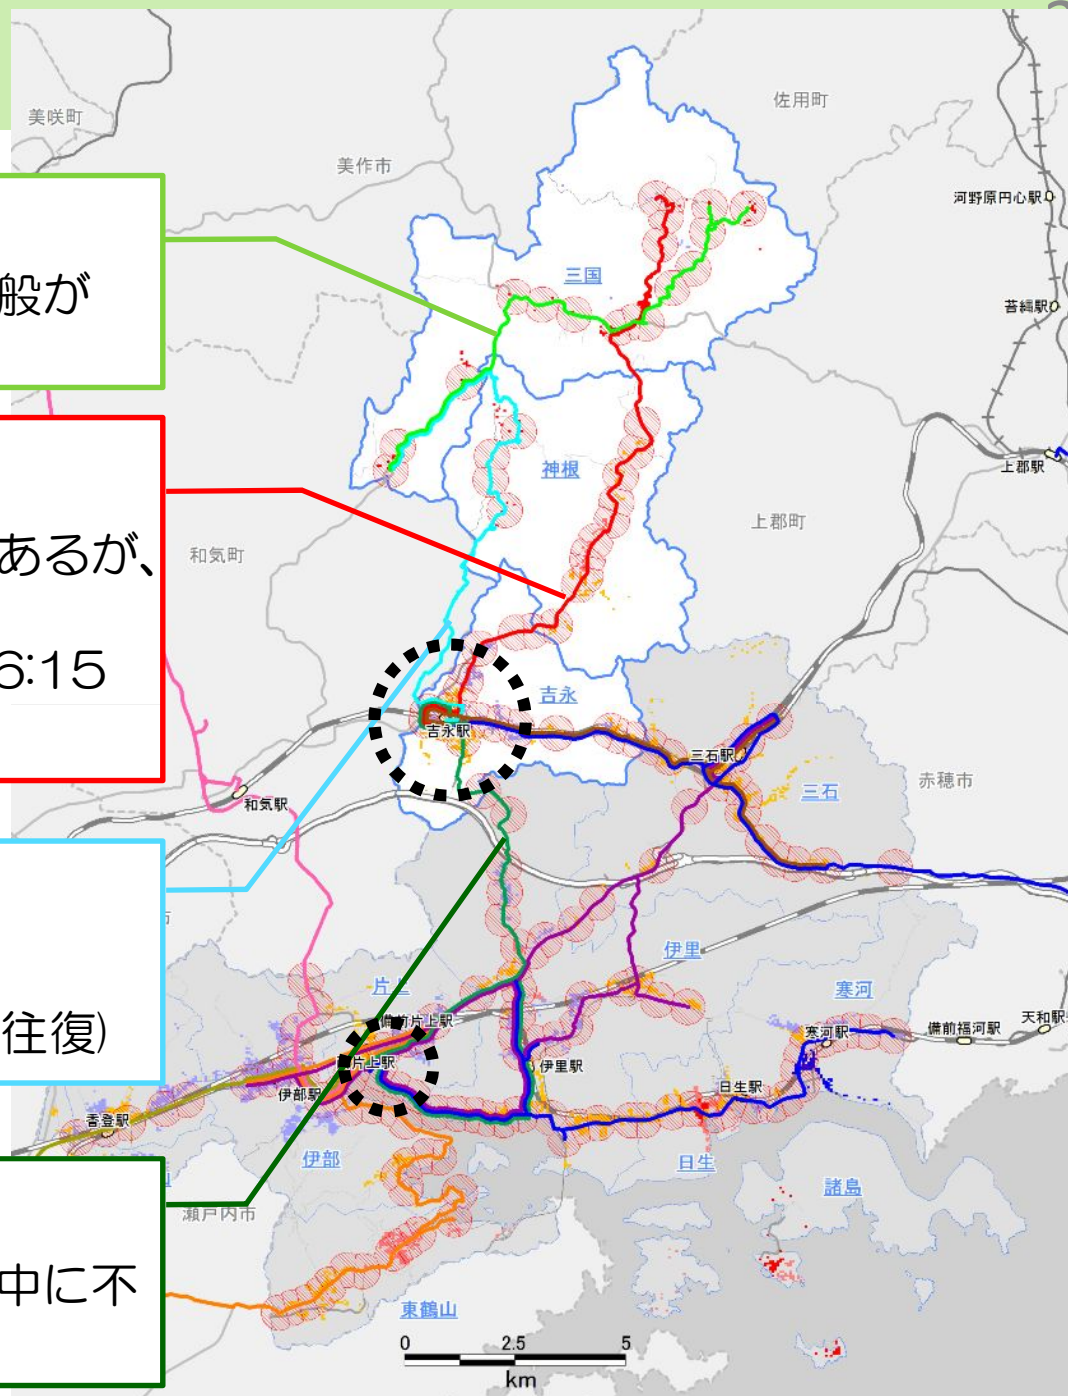 佐用町
美咲町
美作市
河野原円心駅
般が
三国
苔縄駅
上郡駅
神根
上郡町
あるが、
和気町
6:15
吉永
吉永駅
三石駅
赤穂市
三石
和気駅
市
伊里
片上
寒河
往復)
備前片上駅
天和駅
寒河駅
備前福河駅
片上駅
伊里駅
日生駅
伊部駅
香登駅
伊部
日生
諸島
瀬戸内市
中に不
東鶴山
0 2.5 5
km